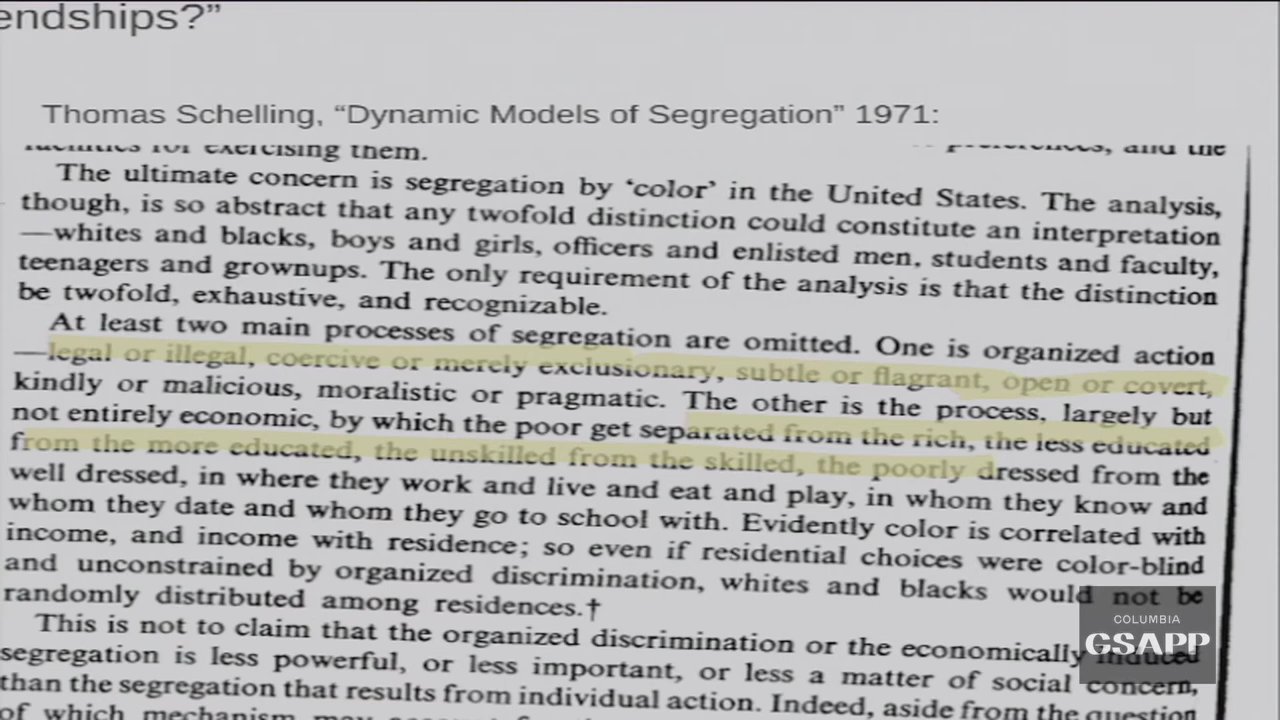 endships?”
Thomas Schelling, “Dynamic Models of Segregation” 1971:
facilities for exercising them. preferences, and the
The ultimate concern is segregation by ‘color’ in the United States. The analysis,
though, is so abstract that any twofold distinction could constitute an interpretation
—whites and blacks, boys and girls, officers and enlisted men, students and faculty,
teenagers and grownups. The only requirement of the analysis is that the distinction
be twofold, exhaustive, and recognizable.
At least two main processes of segregation are omitted. One is organized action
—legal or illegal, coercive or merely exclusionary, subtle or flagrant, open or covert,
kindly or malicious, moralistic or pragmatic. The other is the process, largely but
not entirely economic, by which the poor get separated from the rich, the less educated
from the more educated, the unskilled from the skilled, the poorly dressed from the
well dressed, in where they work and live and eat and play, in whom they know and
whom they date and whom they go to school with. Evidently color is correlated with
income, and income with residence; so even if residential choices were color-blind
and unconstrained by organized discrimination, whites and blacks would not be
randomly distributed among residences.†
This is not to claim that the organized discrimination or the economically induced
segregation is less powerful, or less important, or less a matter of social concern,
than the segregation that results from individual action. Indeed, aside from the question
of which mechanism may
COLUMBIA
GSAPP